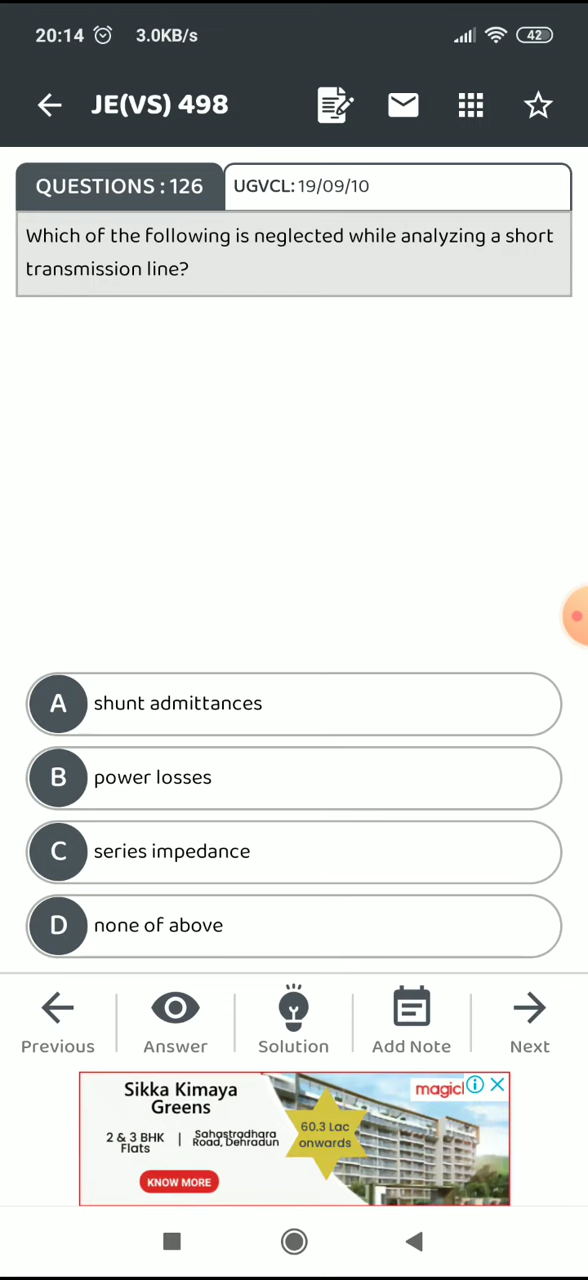 20:14 3.0KB/s 42
JE(VS) 498
QUESTIONS : 126 UGVCL: 19/09/10
Which of the following is neglected while analyzing a short
transmission line?
A shunt admittances
B power losses
C series impedance
D none of above
Previous Answer Solution Add Note Next
Sikka Kimaya
Greens
2 & 3 BHK
Flats
|
Sahastradhara
Road, Dehradun
60.3 Lac
onwards
magic
KNOW MORE